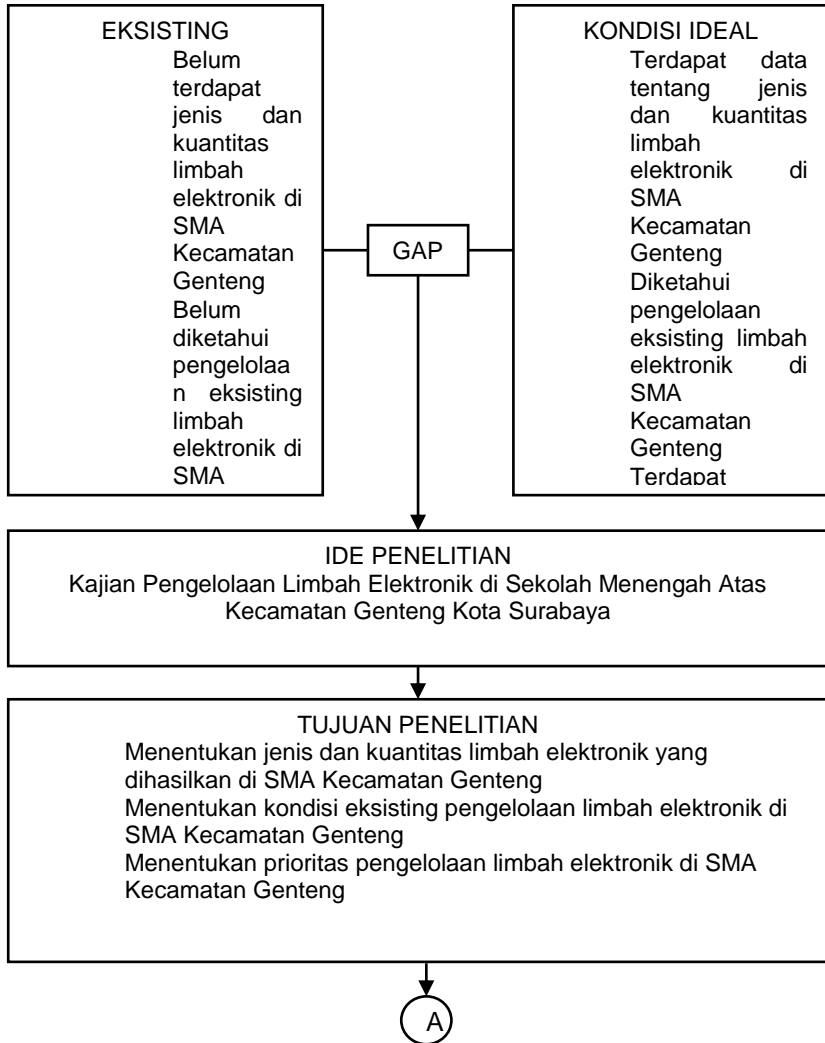 EKSISTING
Belum
terdapat
jenis dan
kuantitas
limbah
elektronik di
SMA
Kecamatan
Genteng
Belum
diketahui
pengelolaa
n eksisting
limbah
elektronik di
SMA
GAP
KONDISI IDEAL
Terdapat data
tentang jenis
dan kuantitas
limbah
elektronik di
SMA
Kecamatan
Genteng
Diketahui
pengelolaan
eksisting limbah
elektronik di
SMA
Kecamatan
Genteng
Terdapat
IDE PENELITIAN
Kajian Pengelolaan Limbah Elektronik di Sekolah Menengah Atas
Kecamatan Genteng Kota Surabaya
TUJUAN PENELITIAN
Menentukan jenis dan kuantitas limbah elektronik yang
dihasilkan di SMA Kecamatan Genteng
Menentukan kondisi eksisting pengelolaan limbah elektronik di
SMA Kecamatan Genteng
Menentukan prioritas pengelolaan limbah elektronik di SMA
Kecamatan Genteng
A